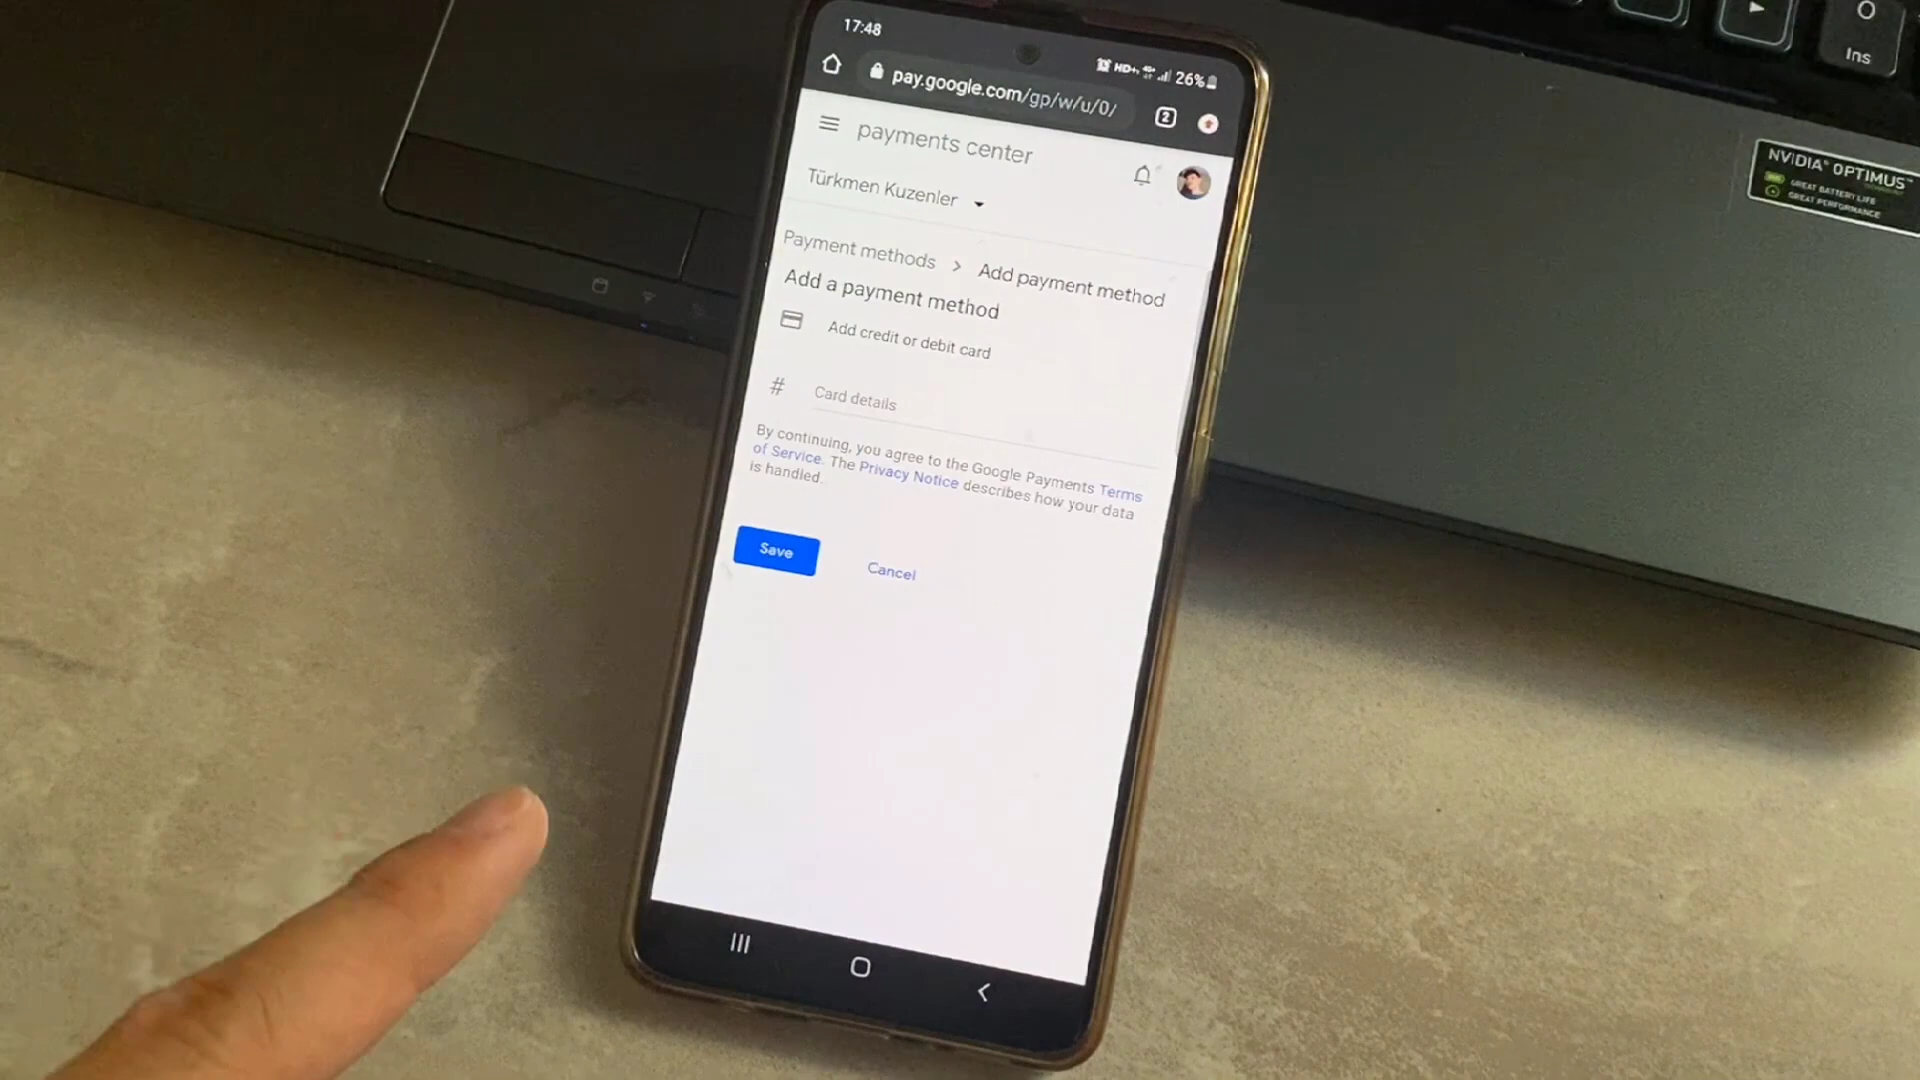 17:48
26%
pay.google.com/gp/w/u/0/
2
payments center
Türkmen Kuzenler
Payment methods > Add payment method
Add a payment method
Add credit or debit card
# Card details
By continuing, you agree to the Google Payments Terms
of Service. The Privacy Notice describes how your data
is handled.
Save
Cancel
Ins
NVIDIA® OPTIMUS™
GREAT BATTERY LIFE
GREAT PERFORMANCE